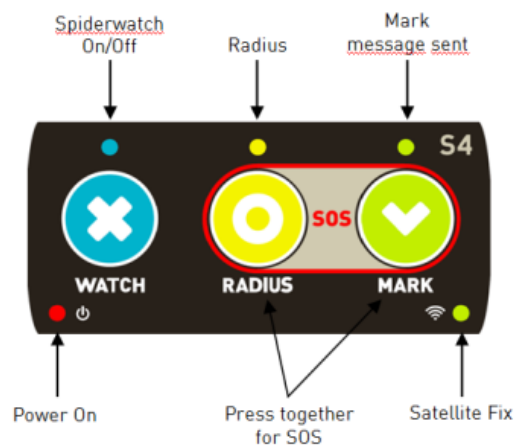 Spiderwatch
On/Off
Radius
Mark
message sent
S4
SOS
WATCH
RADIUS
MARK
Power On
Press together
for SOS
Satellite Fix